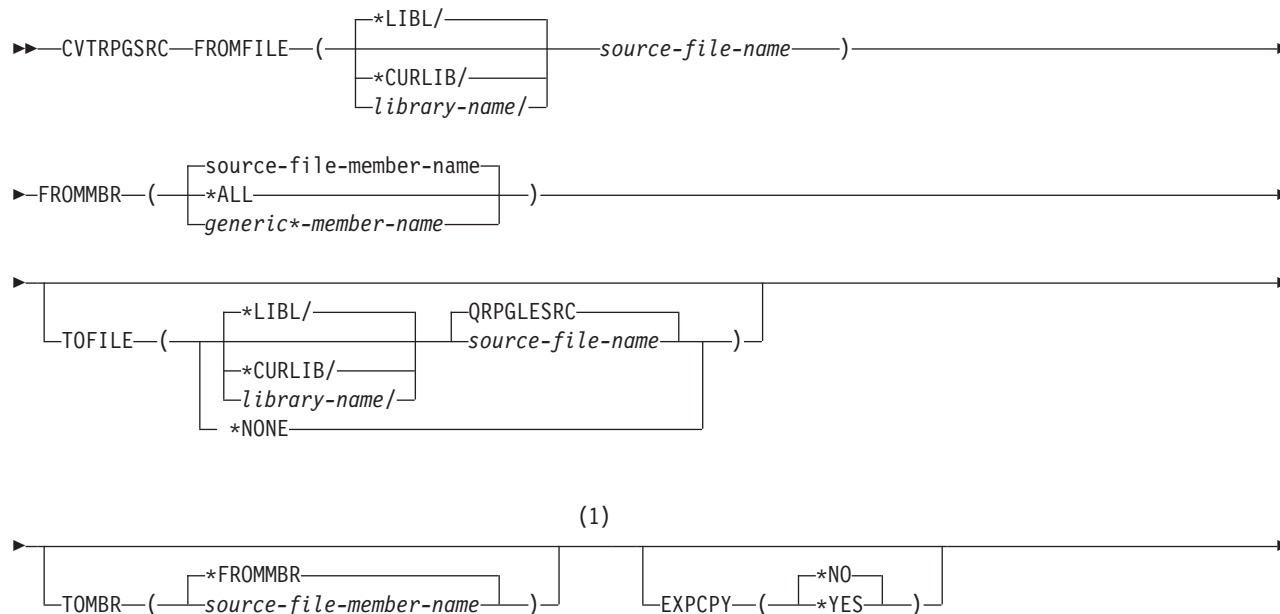 *LIBL/
CVTRPGSRC FROMFILE ( source-file-name )
*CURLIB/
library-name/
source-file-member-name
FROMMBR ( *ALL )
generic*-member-name
*LIBL/ QRPGLESRC
TOFILE ( source-file-name )
*CURLIB/
library-name/
*NONE
(1)
*FROMMBR *NO
TOMBR ( source-file-member-name ) EXPCPY ( *YES )